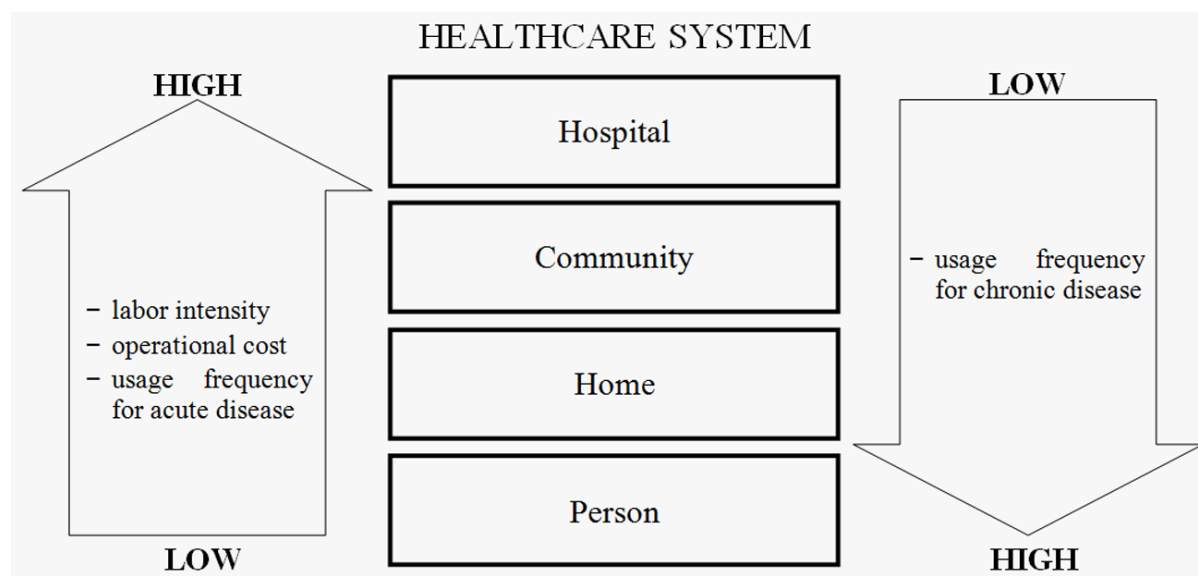 HEALTHCARE SYSTEM
HIGH
− labor intensity
− operational cost
− usage frequency
for acute disease
LOW
Hospital
Community
Home
Person
LOW
− usage frequency
for chronic disease
HIGH